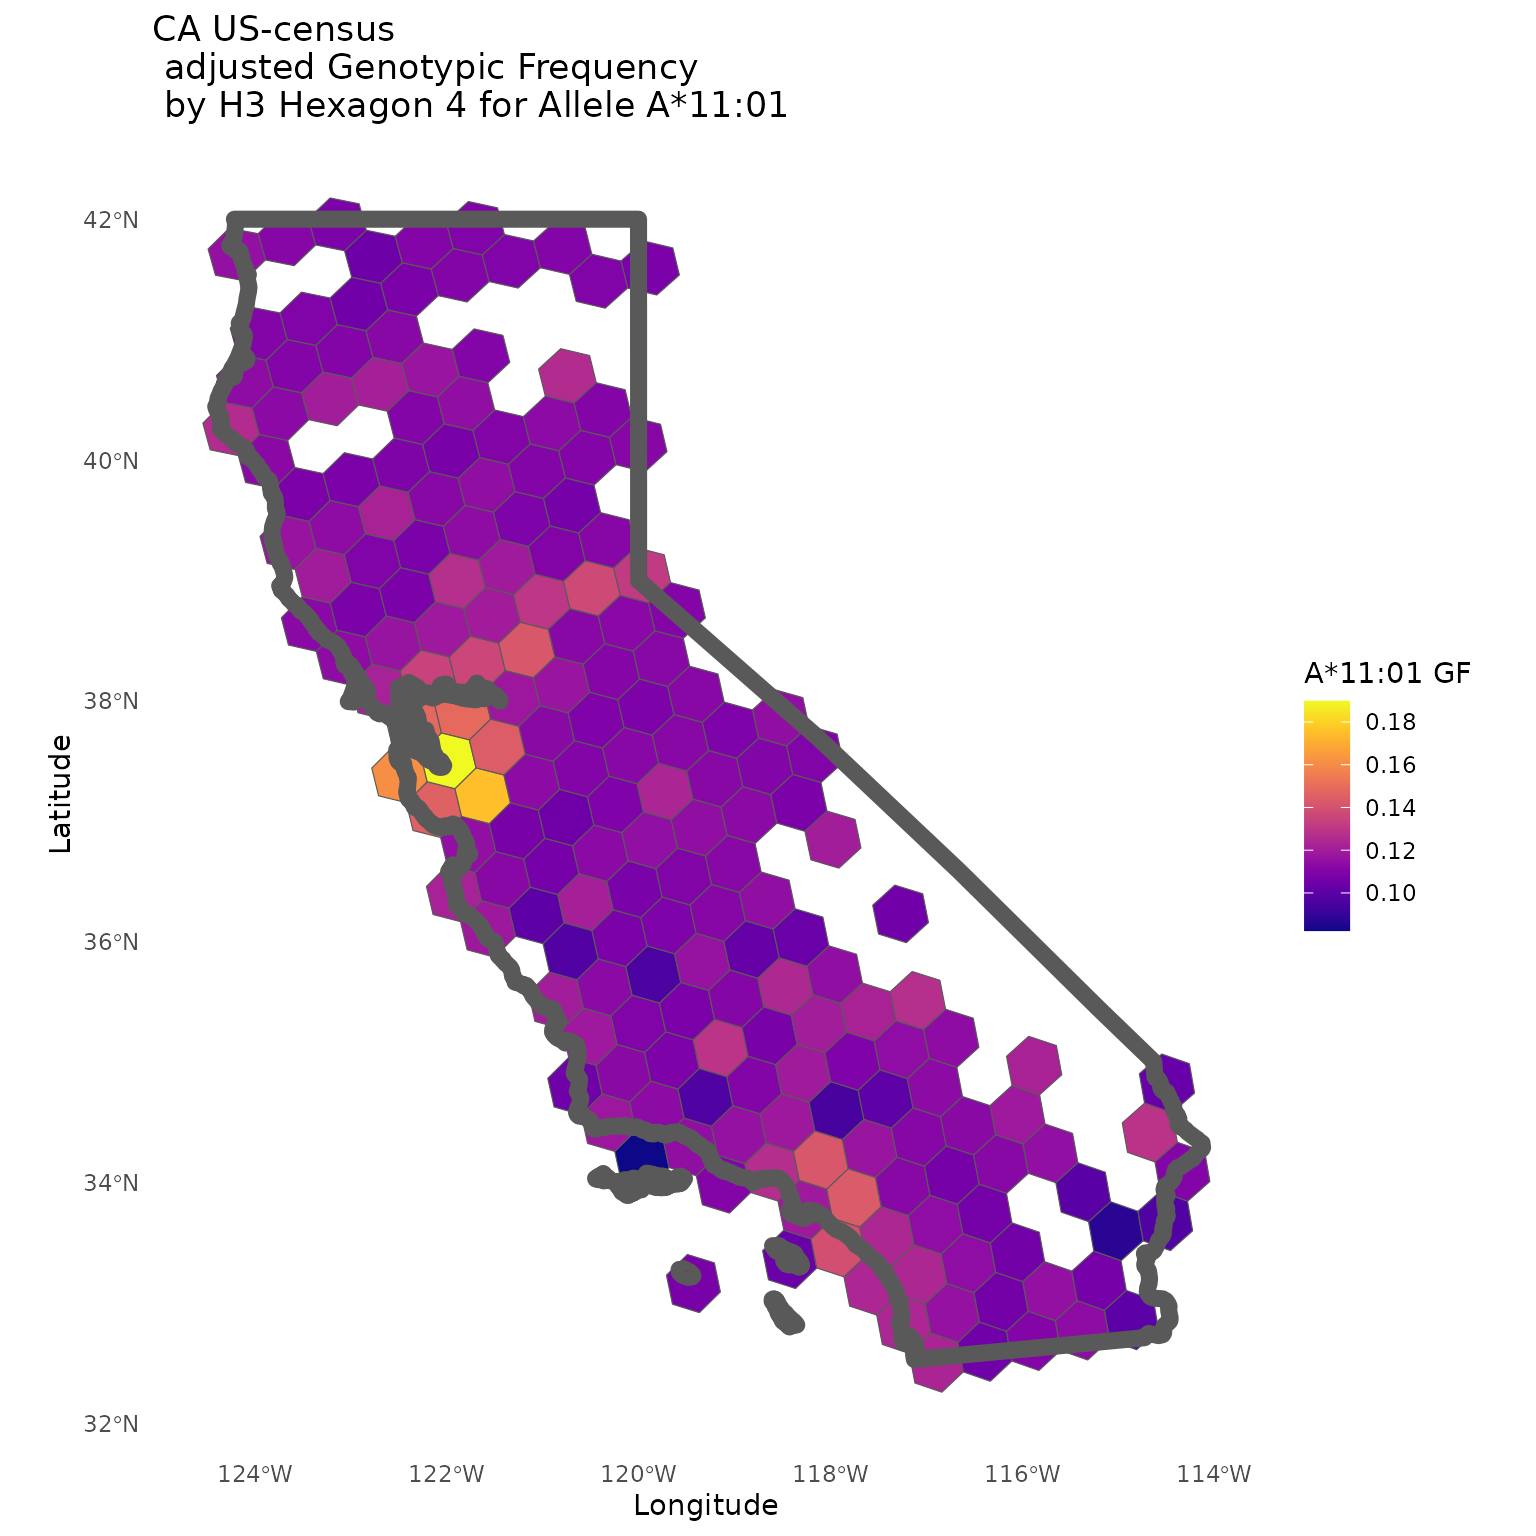 CA US-census
adjusted Genotypic Frequency
by H3 Hexagon 4 for Allele A*11:01
42°N
40°N
38°N
36°N
34°N
32°N
Latitude
124°W 122°W 120°W 118°W 116°W 114°W
Longitude
A*11:01 GF
0.18
0.16
0.14
0.12
0.10